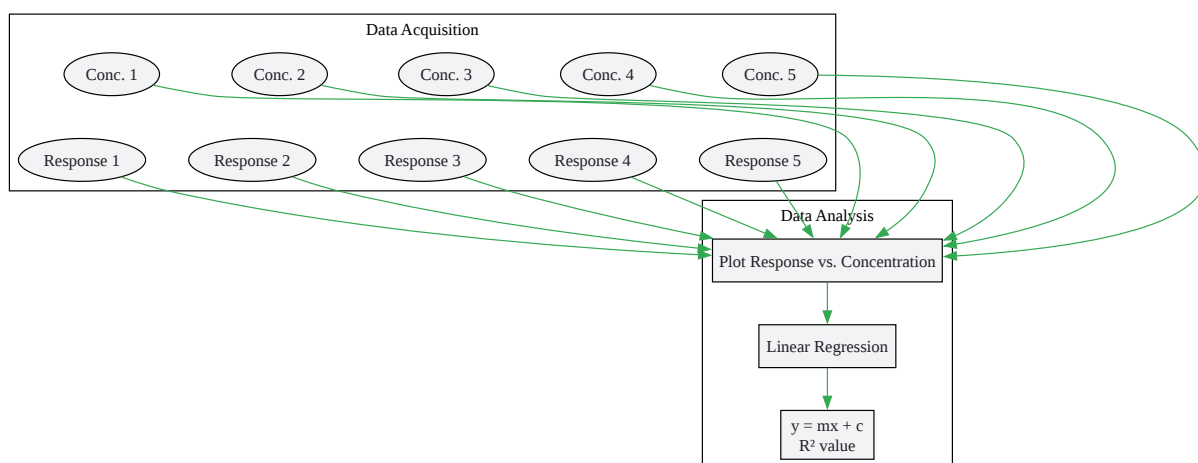 Data Acquisition
Conc. 1
Conc. 2
Conc. 3
Conc. 4
Conc. 5
Response 1
Response 2
Response 3
Response 4
Response 5
Data Analysis
Plot Response vs. Concentration
Linear Regression
y = mx + c
R² value